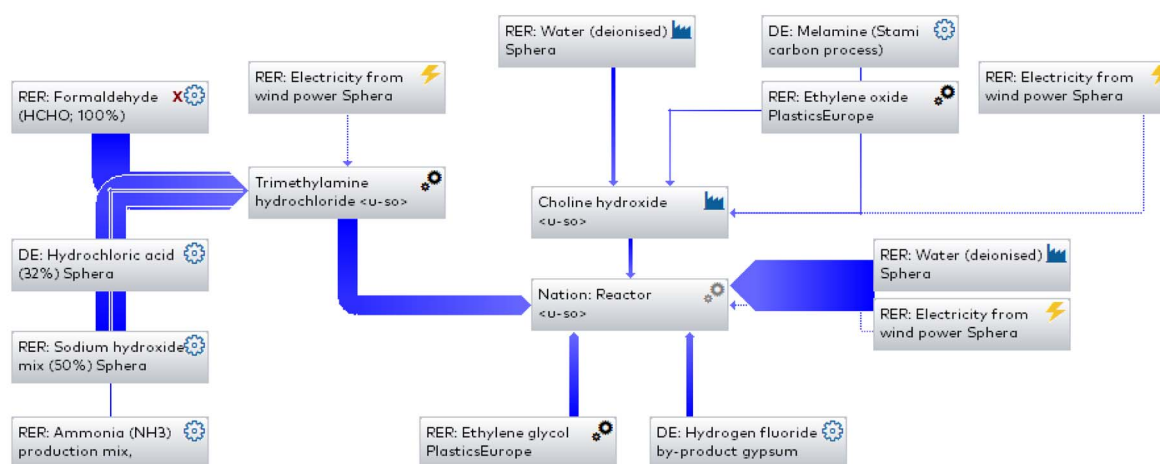 RER: Water (deionised)
Sphera
DE: Melamine (Stami
carbon process)
RER: Electricity from
wind power Sphera
RER: Electricity from
wind power Sphera
RER: Formaldehyde
(HCHO; 100%)
X
RER: Ethylene oxide
PlasticsEurope
Trimethylamine
hydrochloride <u-so>
Choline hydroxide
<u-so>
DE: Hydrochloric acid
(32%) Sphera
RER: Water (deionised)
Sphera
Nation: Reactor
<u-so>
RER: Electricity from
wind power Sphera
RER: Sodium hydroxide
mix (50%) Sphera
RER: Ammonia (NH3)
production mix,
RER: Ethylene glycol
PlasticsEurope
DE: Hydrogen fluoride
by-product gypsum